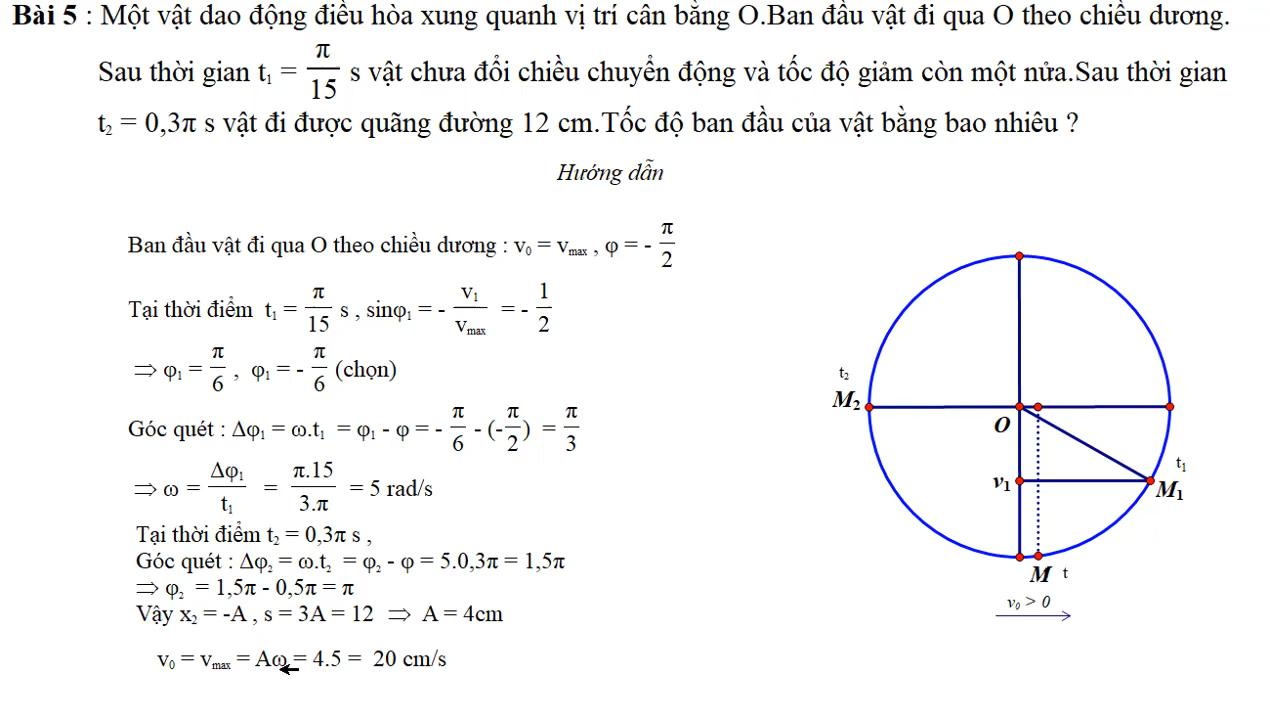 Bài 5 : Một vật dao động điều hòa xung quanh vị trí cân bằng O.Ban đầu vật đi qua O theo chiều dương.
Sau thời gian t₁ = π/15 s vật chưa đổi chiều chuyển động và tốc độ giảm còn một nửa.Sau thời gian
t₂ = 0,3π s vật đi được quãng đường 12 cm.Tốc độ ban đầu của vật bằng bao nhiêu ?
Hướng dẫn
Ban đầu vật đi qua O theo chiều dương : v₀ = vmax , φ = - π/2
Tại thời điểm t₁ = π/15 s , sinφ₁ = - v₁/vmax = - 1/2
⇒ φ₁ = π/6 , φ₁ = - π/6 (chọn)
Góc quét : Δφ₁ = ω.t₁ = φ₁ - φ = - π/6 - (-π/2) = π/3
⇒ ω = Δφ₁/t₁ = π.15/3.π = 5 rad/s
Tại thời điểm t₂ = 0,3π s ,
Góc quét : Δφ₂ = ω.t₂ = φ₂ - φ = 5.0,3π = 1,5π
⇒ φ₂ = 1,5π - 0,5π = π
Vậy x₂ = -A , s = 3A = 12 ⇒ A = 4cm
v₀ = vmax = Aω = 4.5 = 20 cm/s
t₂
M₂
O
t₁
v₁
M₁
M t
v₀ > 0